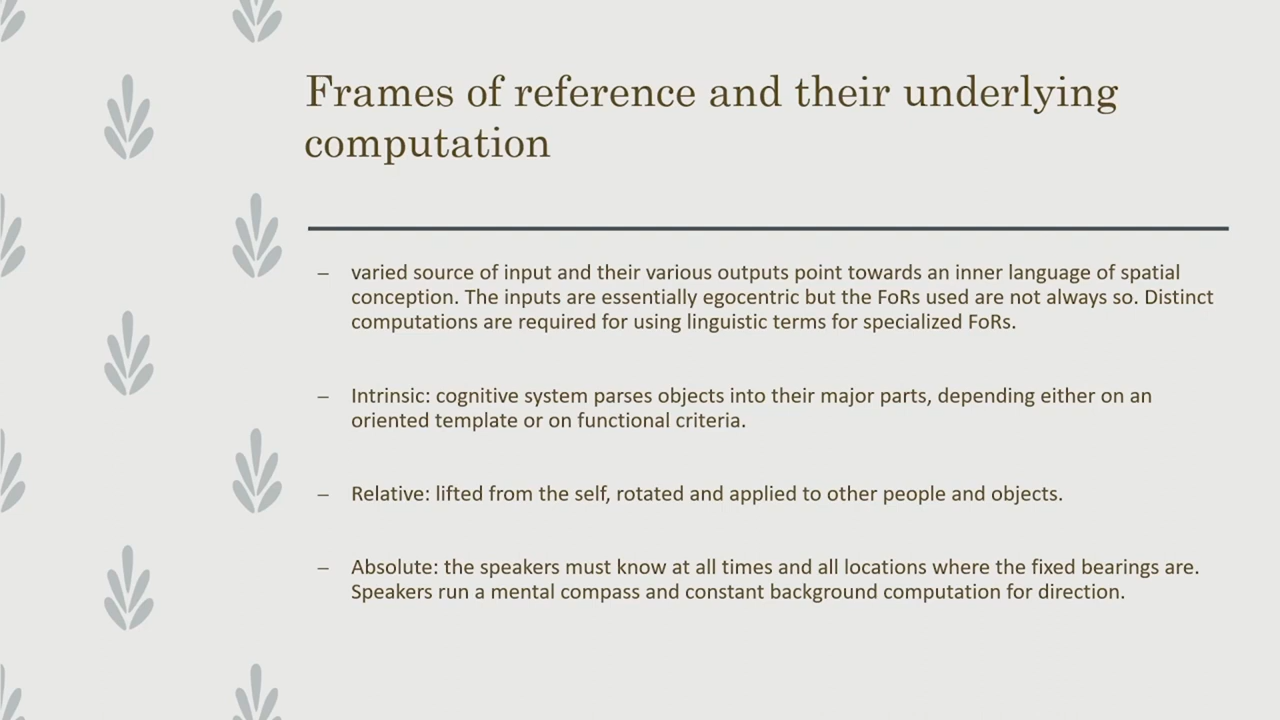 Frames of reference and their underlying
computation
– varied source of input and their various outputs point towards an inner language of spatial
conception. The inputs are essentially egocentric but the FoRs used are not always so. Distinct
computations are required for using linguistic terms for specialized FoRs.
– Intrinsic: cognitive system parses objects into their major parts, depending either on an
oriented template or on functional criteria.
– Relative: lifted from the self, rotated and applied to other people and objects.
– Absolute: the speakers must know at all times and all locations where the fixed bearings are.
Speakers run a mental compass and constant background computation for direction.